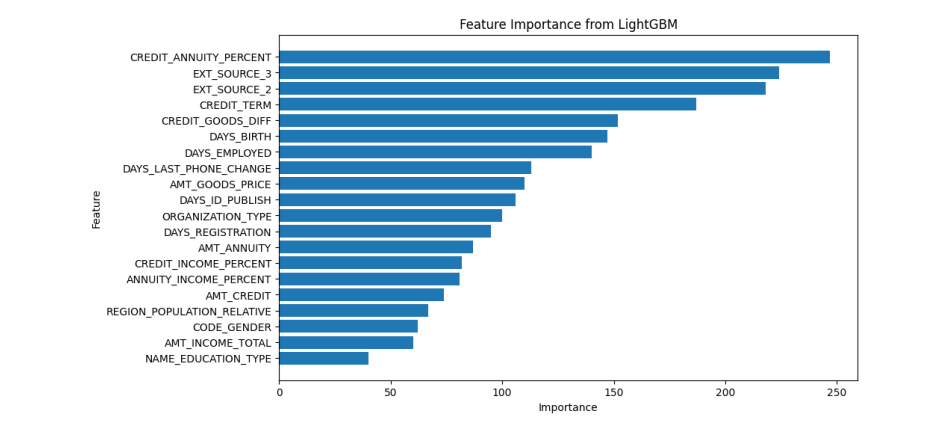 Feature Importance from LightGBM
CREDIT_ANNUITY_PERCENT
EXT_SOURCE_3
EXT_SOURCE_2
CREDIT_TERM
CREDIT_GOODS_DIFF
DAYS_BIRTH
DAYS_EMPLOYED
DAYS_LAST_PHONE_CHANGE
AMT_GOODS_PRICE
DAYS_ID_PUBLISH
ORGANIZATION_TYPE
DAYS_REGISTRATION
AMT_ANNUITY
CREDIT_INCOME_PERCENT
ANNUITY_INCOME_PERCENT
AMT_CREDIT
REGION_POPULATION_RELATIVE
CODE_GENDER
AMT_INCOME_TOTAL
NAME_EDUCATION_TYPE
Feature
0 50 100 150 200 250
Importance